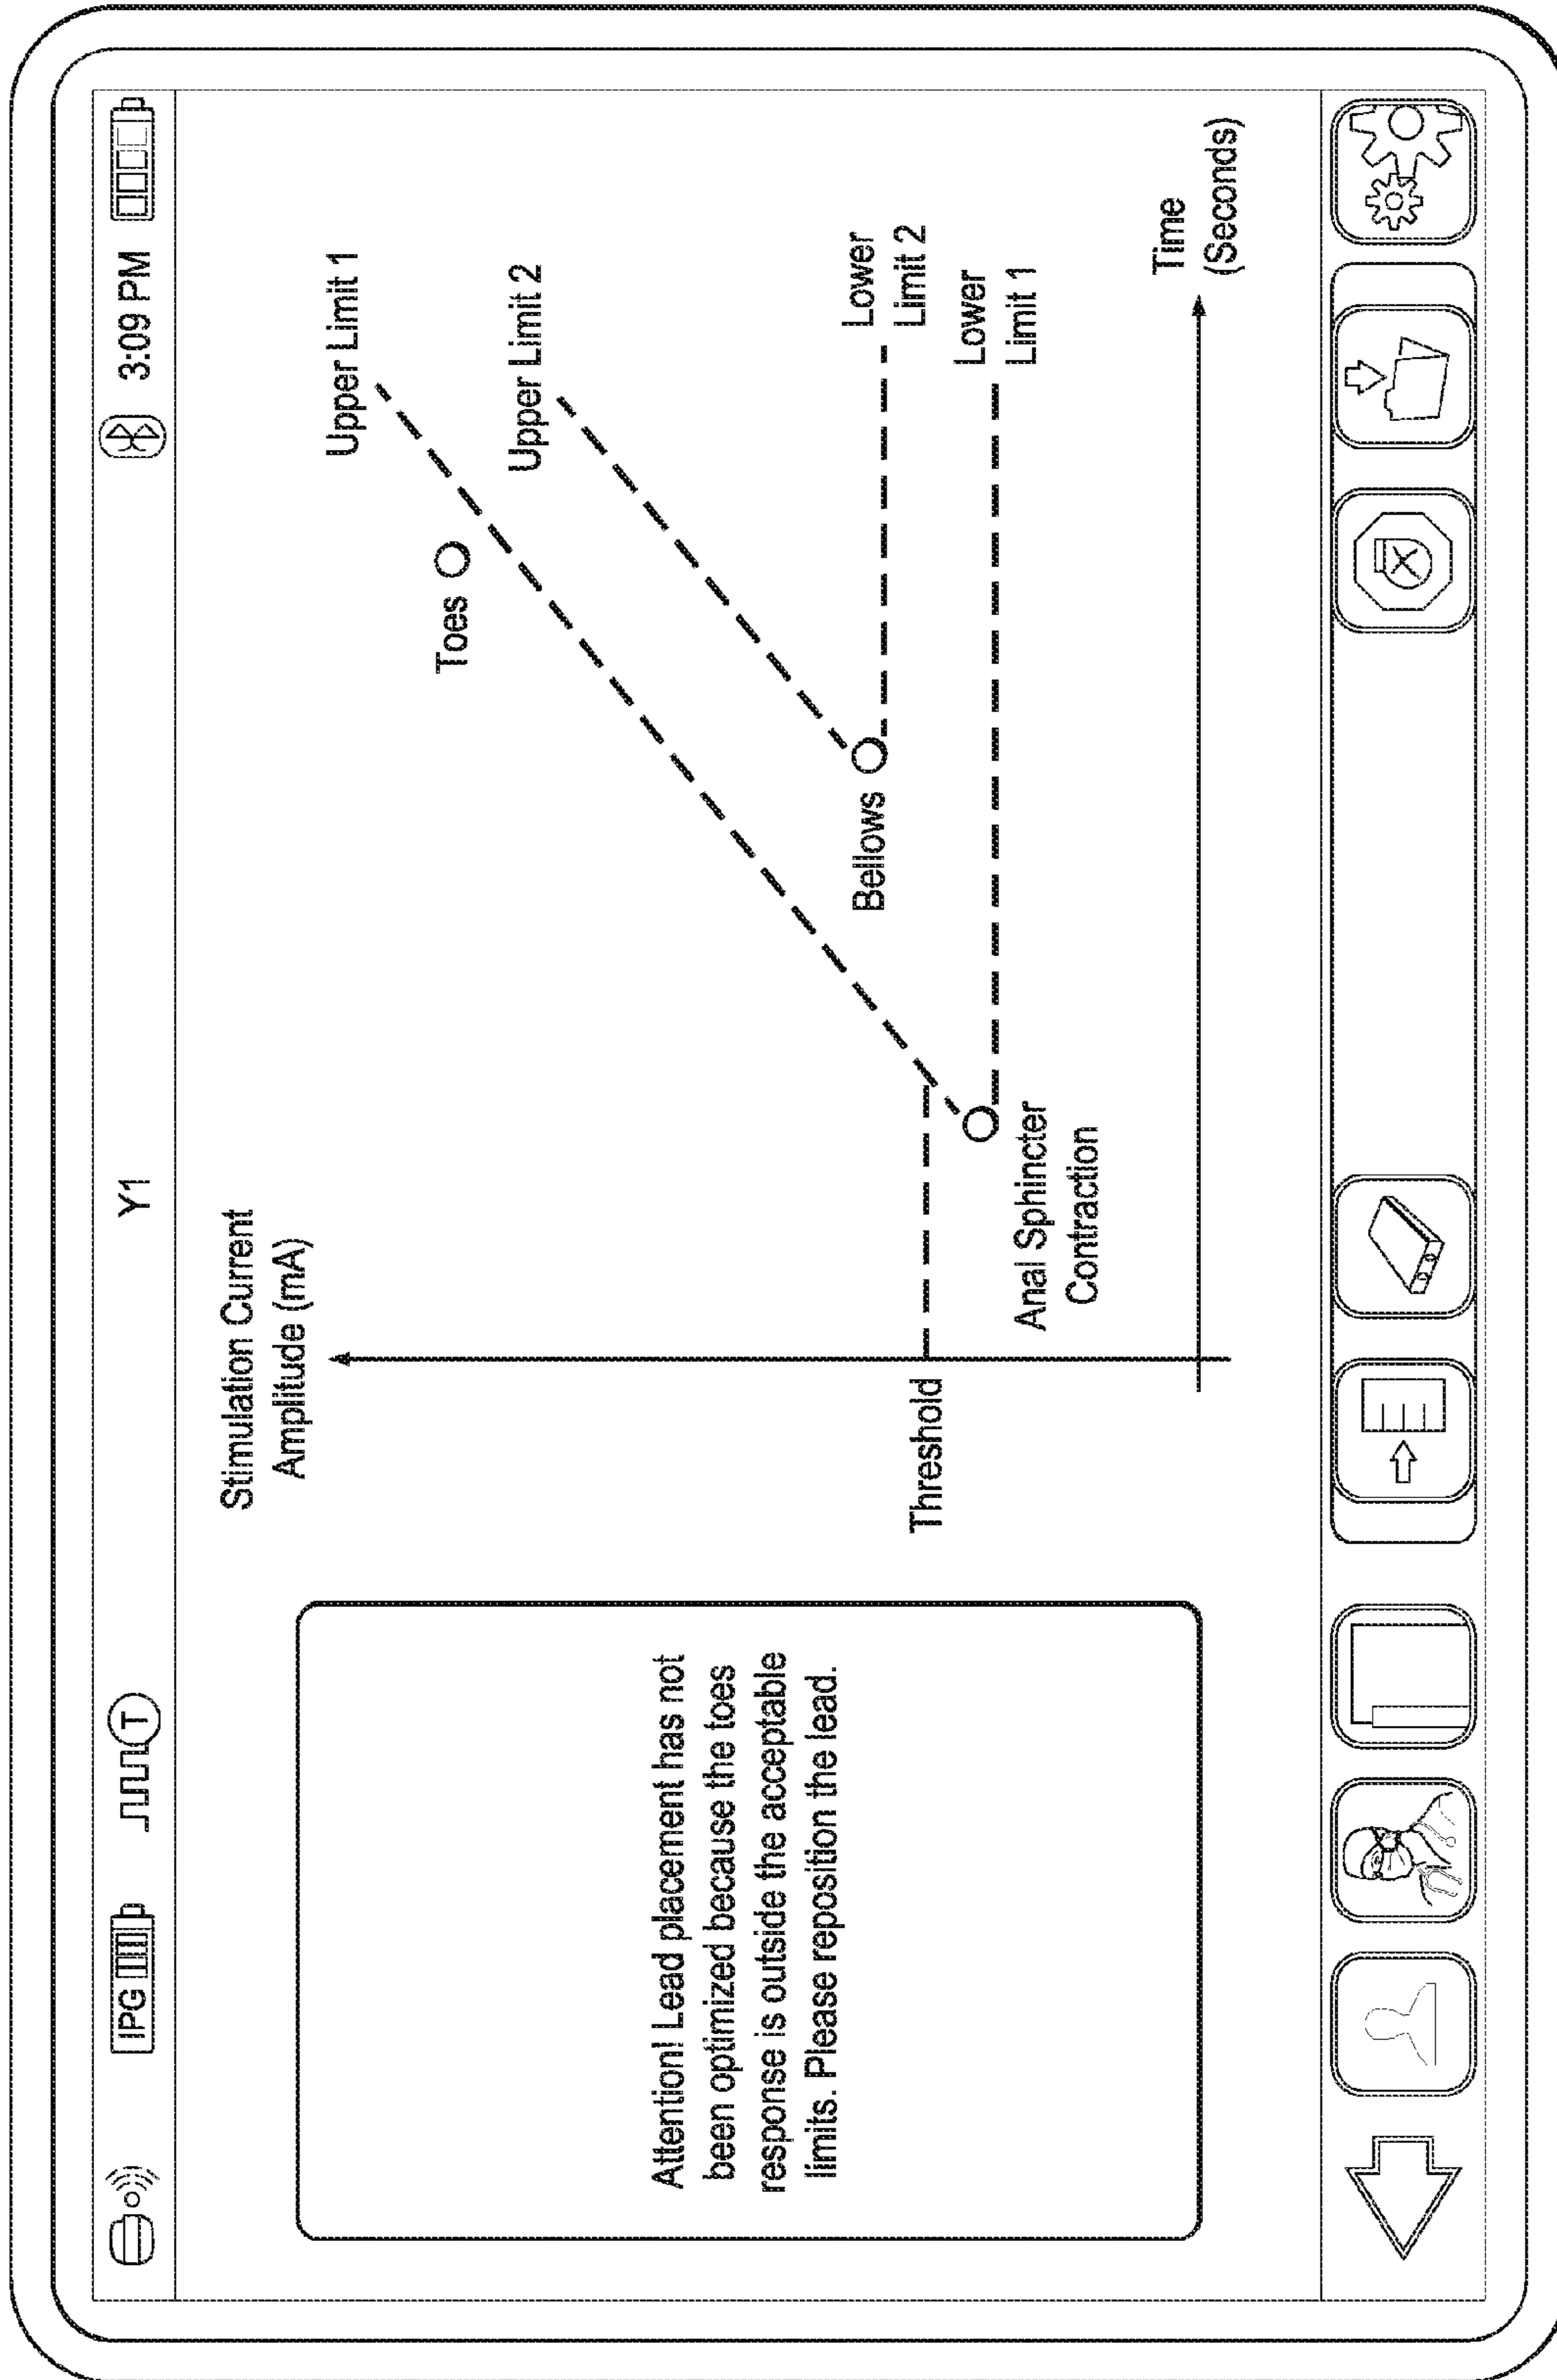 IPG
T
Y1
3:09 PM
Attention! Lead placement has not
been optimized because the toes
response is outside the acceptable
limits. Please reposition the lead.
Stimulation Current
Amplitude (mA)
Threshold
Upper Limit 1
Toes
Upper Limit 2
Bellows
Lower
Limit 2
Lower
Limit 1
Anal Sphincter
Contraction
Time
(Seconds)